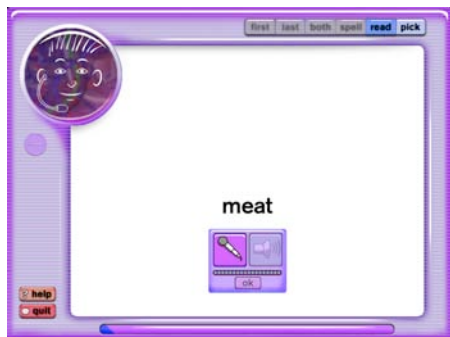 first last both spell read pick
meat
ok
help
quit